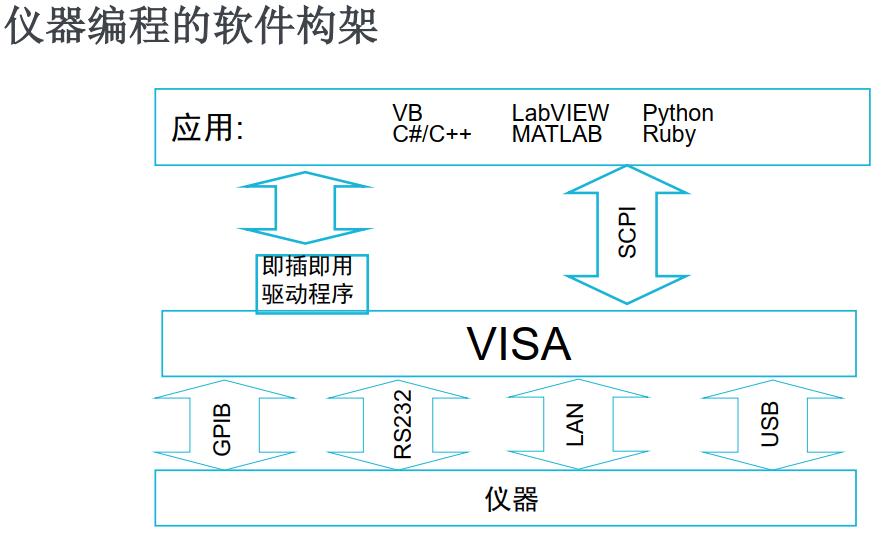 仪器编程的软件构架
应用:
VB LabVIEW Python
C#/C++ MATLAB Ruby
SCPI
即插即用
驱动程序
VISA
GPIB
RS232
LAN
USB
仪器